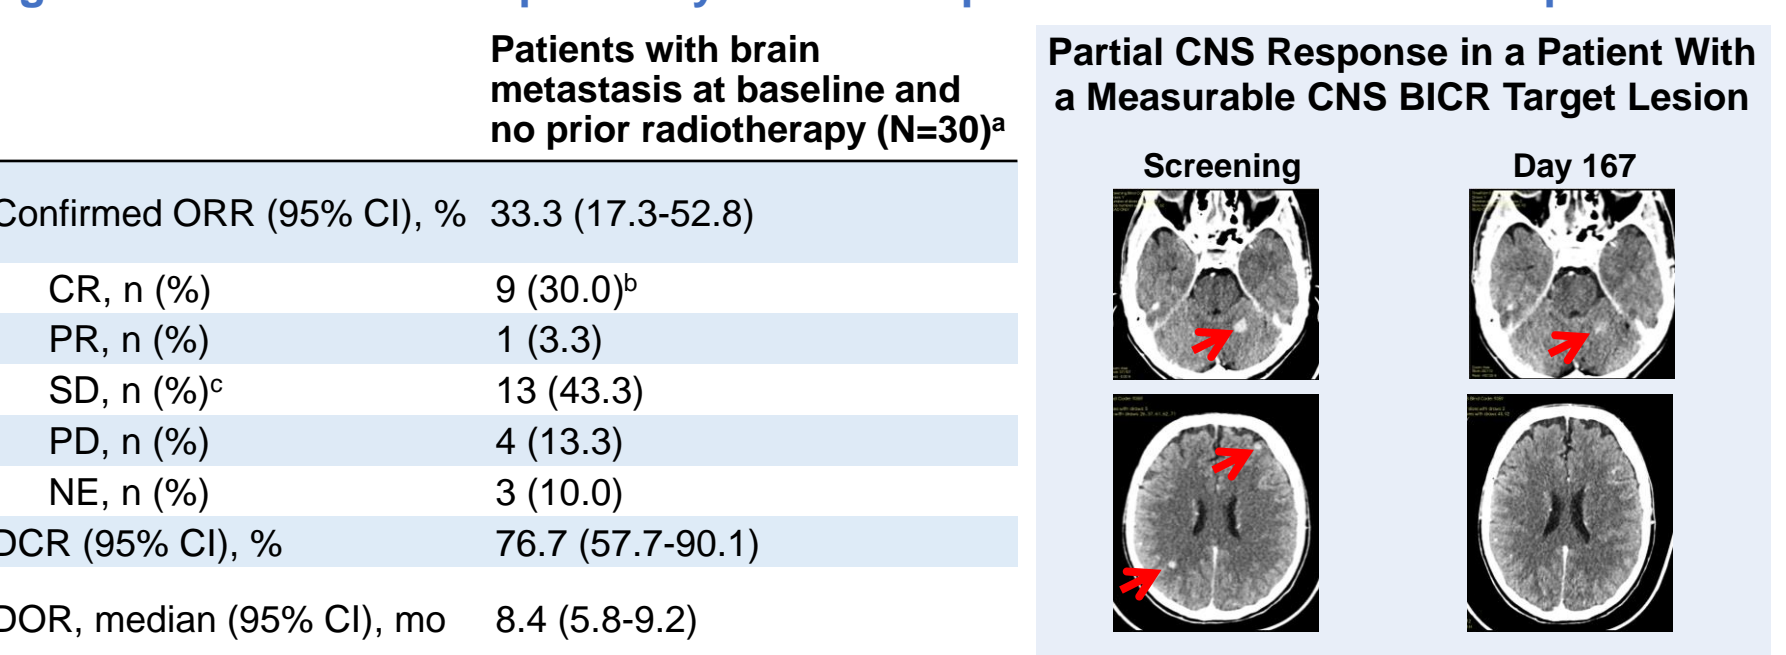 Patients with brain
metastasis at baseline and
no prior radiotherapy (N=30)ᵃ
Confirmed ORR (95% CI), % 33.3 (17.3-52.8)
CR, n (%) 9 (30.0)ᵇ
PR, n (%) 1 (3.3)
SD, n (%)ᶜ 13 (43.3)
PD, n (%) 4 (13.3)
NE, n (%) 3 (10.0)
DCR (95% CI), % 76.7 (57.7-90.1)
DOR, median (95% CI), mo 8.4 (5.8-9.2)
Partial CNS Response in a Patient With
a Measurable CNS BICR Target Lesion
Screening Day 167